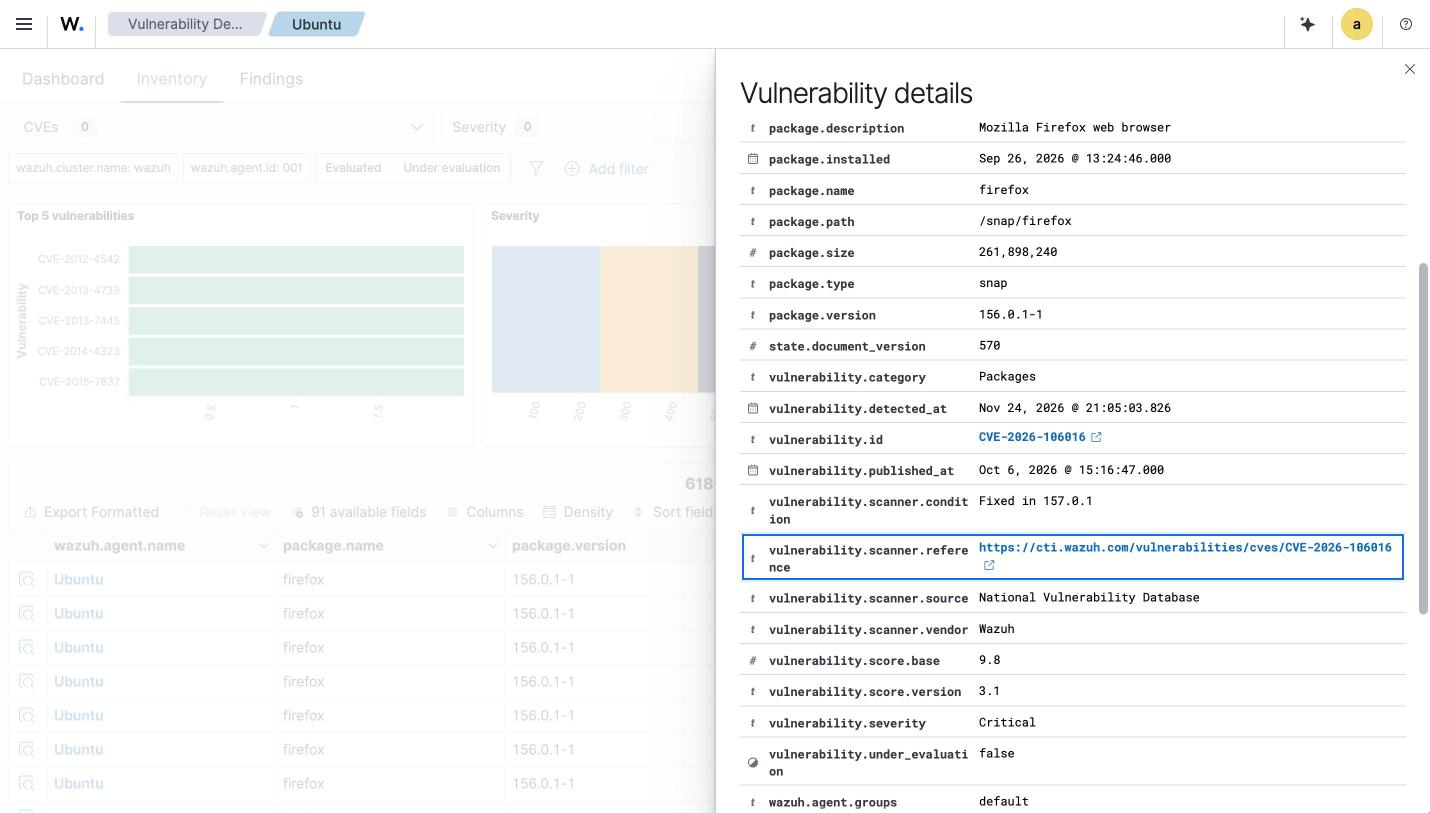 W.
Vulnerability De...
Ubuntu
a
Dashboard
Inventory
Findings
CVEs 0
Severity 0
wazuh.cluster.name: wazuh
wazuh.agent.id: 001
Evaluated
Under evaluation
Add filter
Top 5 vulnerabilities
Vulnerability
CVE-2012-4542
CVE-2013-4739
CVE-2013-7445
CVE-2014-4323
CVE-2015-7837
0.5
1
1.5
Severity
100
200
300
400
618
Export Formatted
Reset view
91 available fields
Columns
Density
Sort fields
wazuh.agent.name
package.name
package.version
Ubuntu firefox 156.0.1-1
Ubuntu firefox 156.0.1-1
Ubuntu firefox 156.0.1-1
Ubuntu firefox 156.0.1-1
Ubuntu firefox 156.0.1-1
Ubuntu firefox 156.0.1-1
Ubuntu firefox 156.0.1-1
Vulnerability details
t package.description Mozilla Firefox web browser
package.installed Sep 26, 2026 @ 13:24:46.000
t package.name firefox
t package.path /snap/firefox
# package.size 261,898,240
t package.type snap
t package.version 156.0.1-1
# state.document_version 570
t vulnerability.category Packages
vulnerability.detected_at Nov 24, 2026 @ 21:05:03.826
t vulnerability.id CVE-2026-106016
vulnerability.published_at Oct 6, 2026 @ 15:16:47.000
t vulnerability.scanner.condit
ion
Fixed in 157.0.1
t vulnerability.scanner.refere
nce
https://cti.wazuh.com/vulnerabilities/cves/CVE-2026-106016
t vulnerability.scanner.source National Vulnerability Database
t vulnerability.scanner.vendor Wazuh
# vulnerability.score.base 9.8
t vulnerability.score.version 3.1
t vulnerability.severity Critical
vulnerability.under_evaluati
on
false
t wazuh.agent.groups default